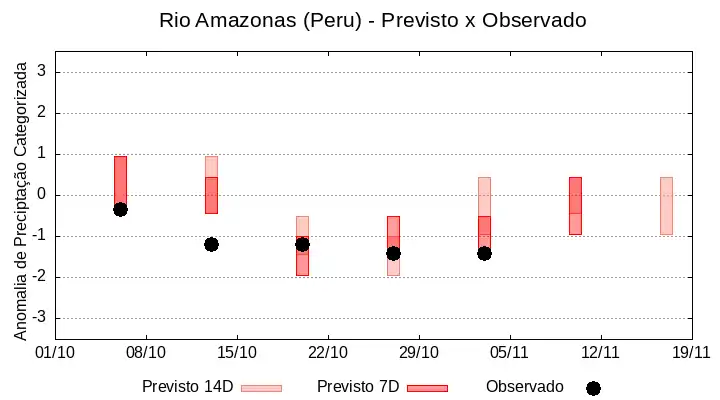 Rio Amazonas (Peru) - Previsto x Observado
Anomalia de Preciptação Categorizada
3
2
1
0
-1
-2
-3
01/10 08/10 15/10 22/10 29/10 05/11 12/11 19/11
Previsto 14D Previsto 7D Observado